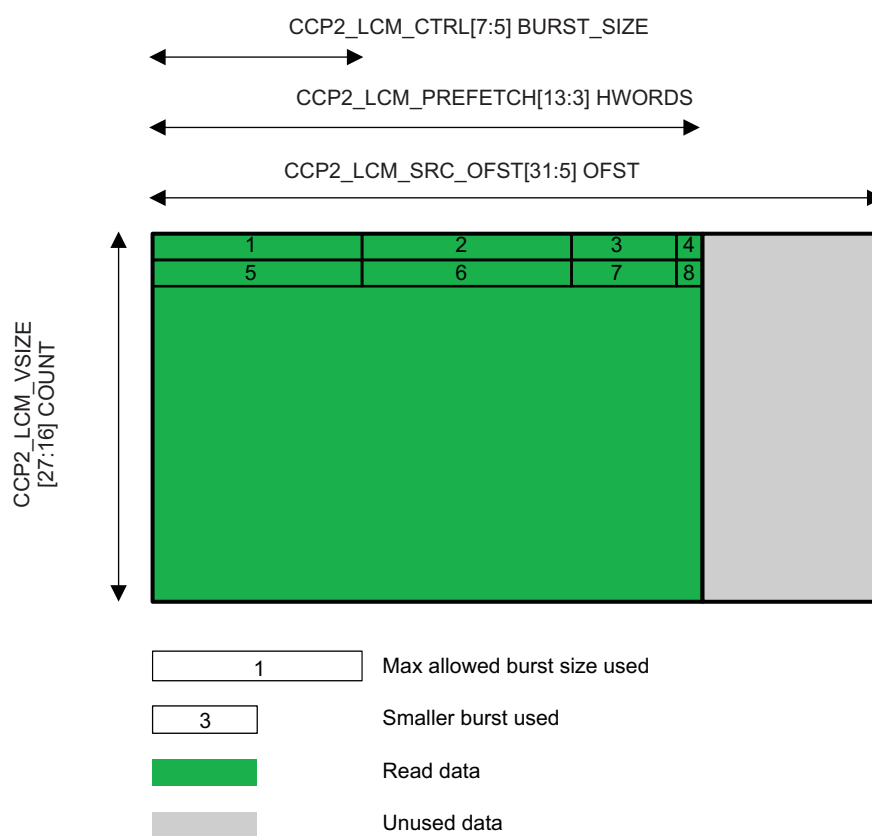 CCP2_LCM_CTRL[7:5] BURST_SIZE
CCP2_LCM_PREFETCH[13:3] HWORDS
CCP2_LCM_SRC_OFST[31:5] OFST
CCP2_LCM_VSIZE
[27:16] COUNT
1 2 3 4
5 6 7 8
1 Max allowed burst size used
3 Smaller burst used
Read data
Unused data